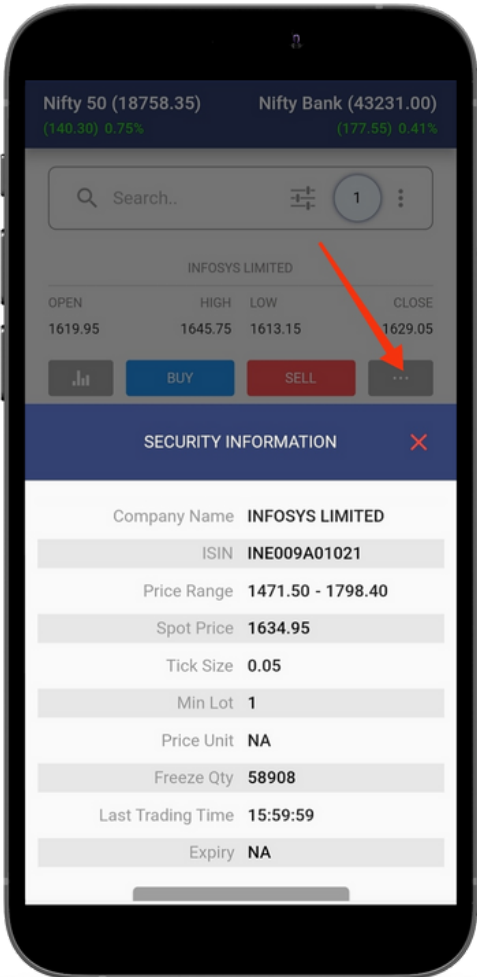 Nifty 50 (18758.35) Nifty Bank (43231.00)
(140.30) 0.75% (177.55) 0.41%
Search.. 1
INFOSYS LIMITED
OPEN HIGH LOW CLOSE
1619.95 1645.75 1613.15 1629.05
BUY SELL ...
SECURITY INFORMATION
Company Name INFOSYS LIMITED
ISIN INE009A01021
Price Range 1471.50 - 1798.40
Spot Price 1634.95
Tick Size 0.05
Min Lot 1
Price Unit NA
Freeze Qty 58908
Last Trading Time 15:59:59
Expiry NA